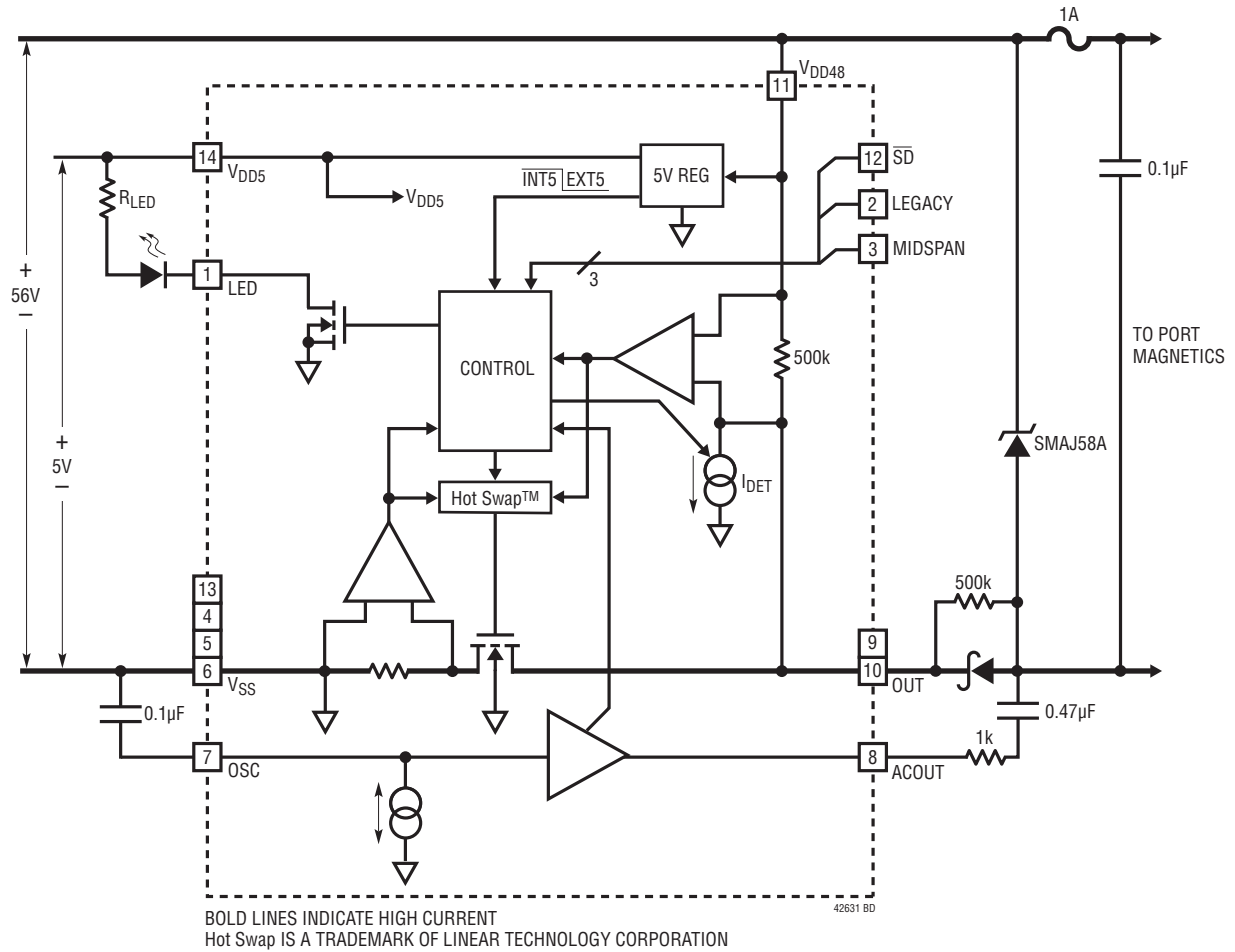 1A
VDD48
11
14
VDD5
5V REG
12
SD
INT5 EXT5
VDD5
2
LEGACY
0.1µF
RLED
3
MIDSPAN
+
56V
–
1
LED
3
CONTROL
500k
TO PORT
MAGNETICS
+
5V
–
SMAJ58A
Hot Swap™
IDET
13
4
5
6
VSS
500k
9
10
OUT
0.1µF
0.47µF
1k
7
OSC
8
ACOUT
42631 BD
BOLD LINES INDICATE HIGH CURRENT
Hot Swap IS A TRADEMARK OF LINEAR TECHNOLOGY CORPORATION